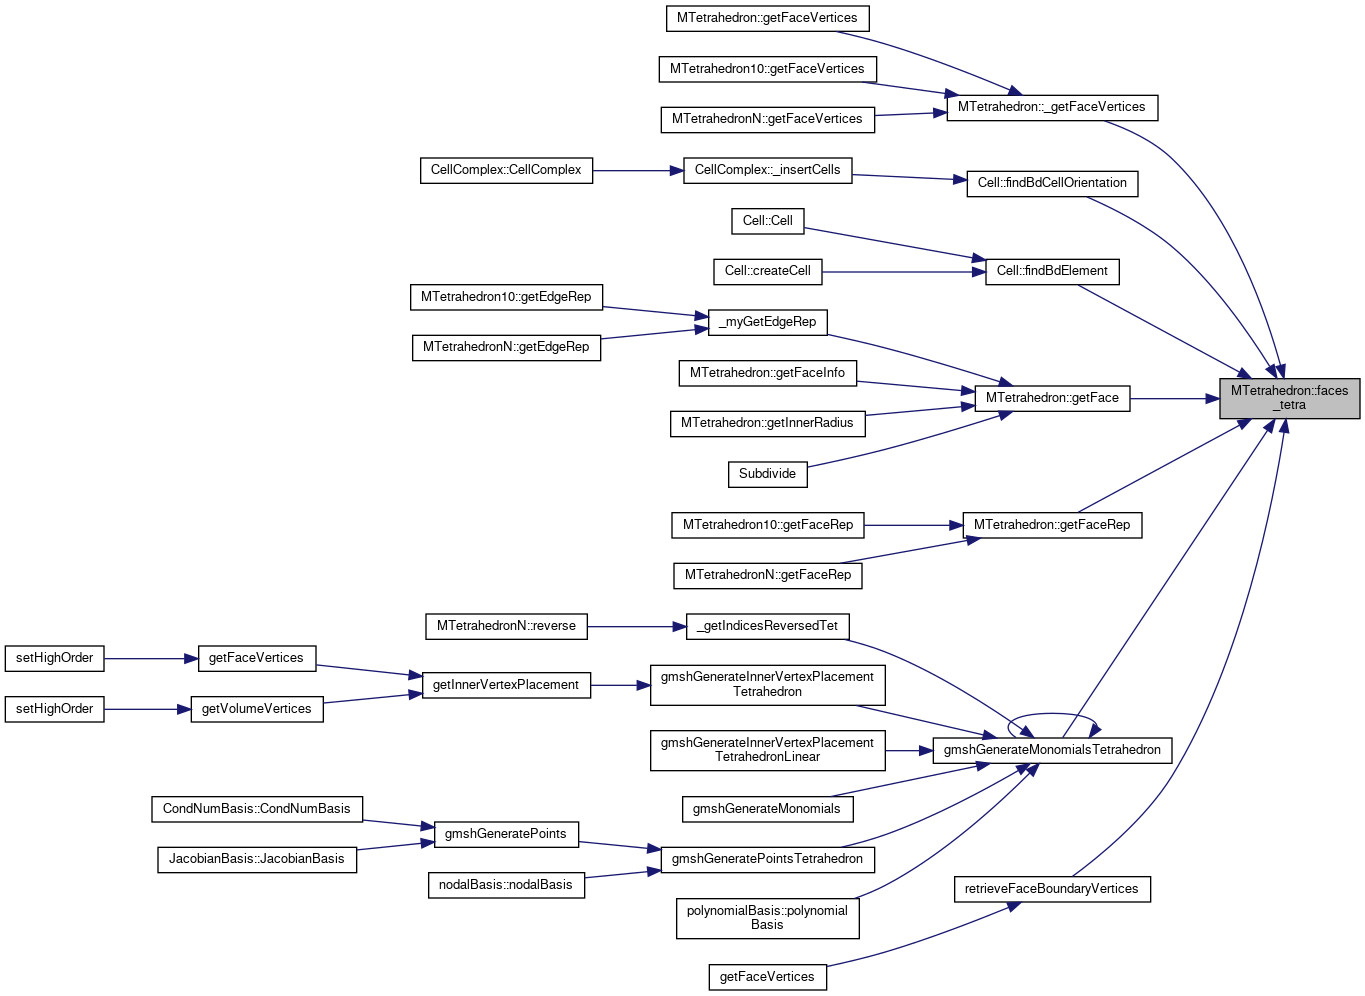 MTetrahedron::getFaceVertices
MTetrahedron10::getFaceVertices
MTetrahedron::_getFaceVertices
MTetrahedronN::getFaceVertices
CellComplex::CellComplex
CellComplex::_insertCells
Cell::findBdCellOrientation
Cell::Cell
Cell::createCell
Cell::findBdElement
MTetrahedron10::getEdgeRep
_myGetEdgeRep
MTetrahedronN::getEdgeRep
MTetrahedron::getFaceInfo
MTetrahedron::getFace
MTetrahedron::faces
_tetra
MTetrahedron::getInnerRadius
Subdivide
MTetrahedron10::getFaceRep
MTetrahedron::getFaceRep
MTetrahedronN::getFaceRep
MTetrahedronN::reverse
_getIndicesReversedTet
setHighOrder
getFaceVertices
getInnerVertexPlacement
gmshGenerateInnerVertexPlacement
Tetrahedron
setHighOrder
getVolumeVertices
gmshGenerateInnerVertexPlacement
TetrahedronLinear
gmshGenerateMonomialsTetrahedron
gmshGenerateMonomials
CondNumBasis::CondNumBasis
gmshGeneratePoints
JacobianBasis::JacobianBasis
gmshGeneratePointsTetrahedron
nodalBasis::nodalBasis
retrieveFaceBoundaryVertices
polynomialBasis::polynomial
Basis
getFaceVertices